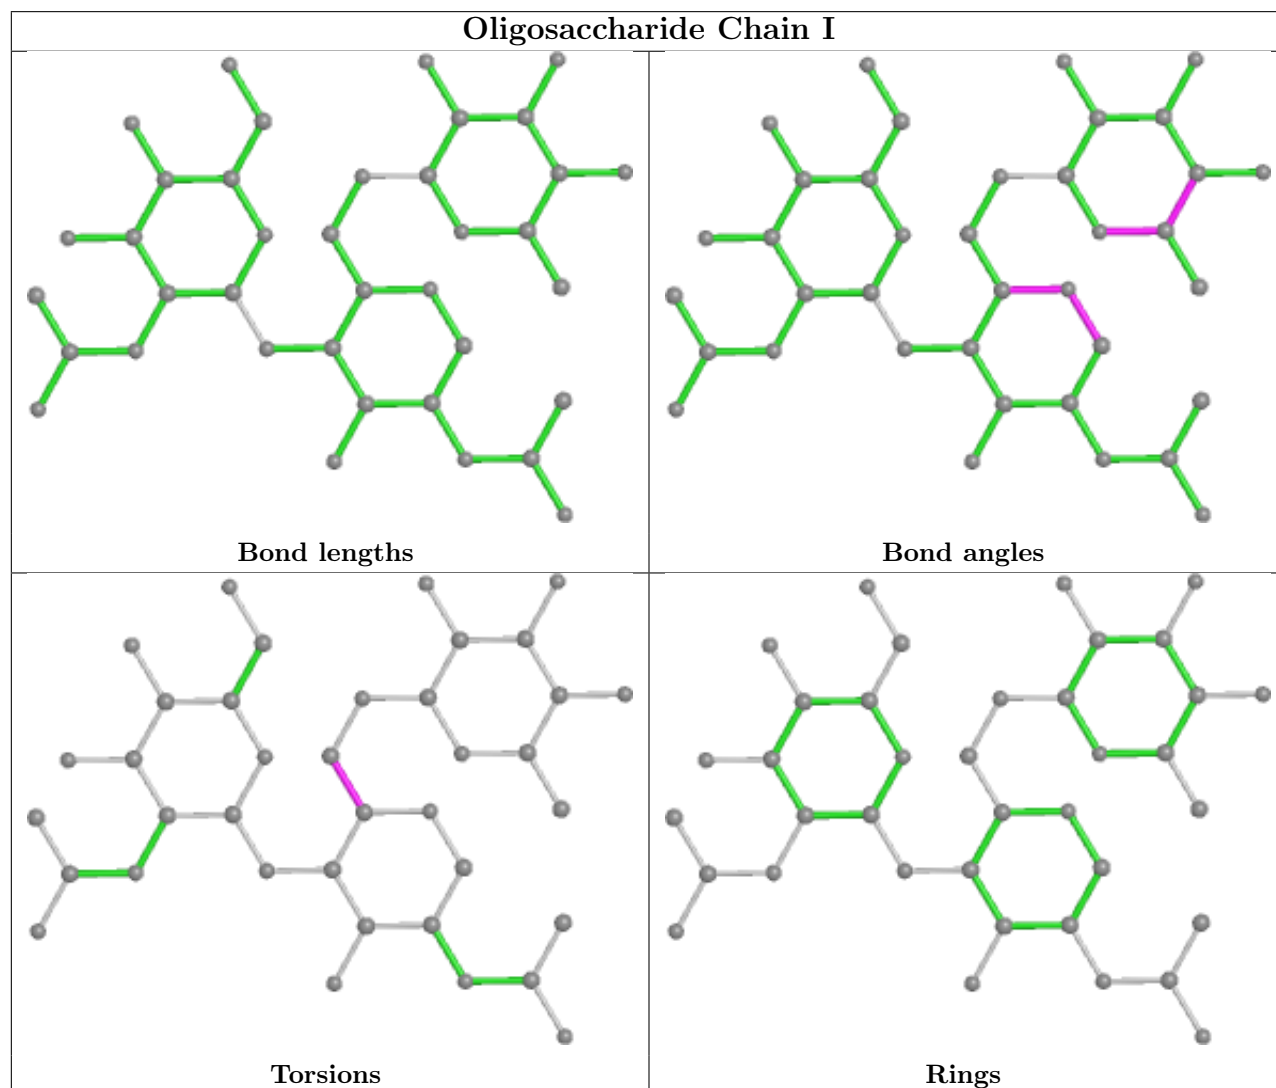 Oligosaccharide Chain I
Bond lengths
Bond angles
Torsions
Rings